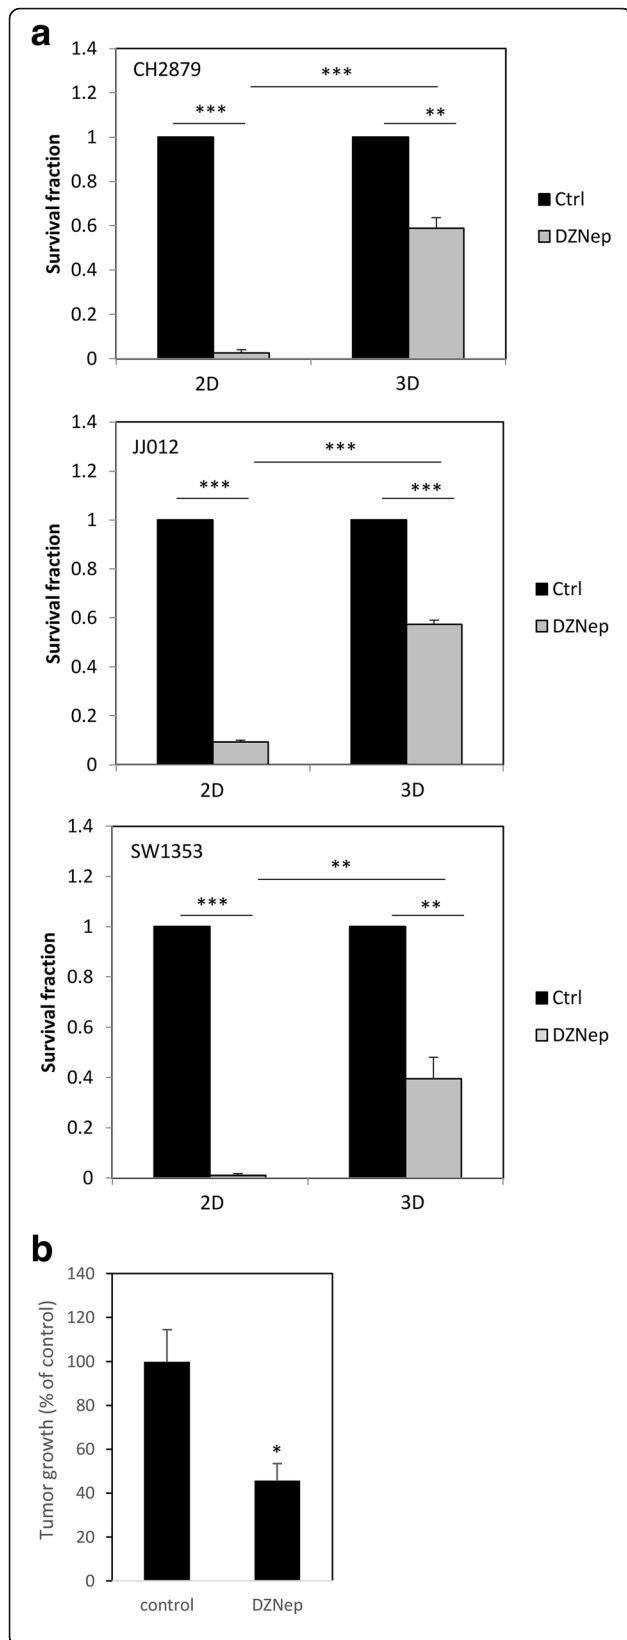 a
CH2879
1.4
1.2
1
0.8
0.6
0.4
0.2
0
Survival fraction
***
***
**
2D
3D
Ctrl
DZNep
JJ012
1.4
1.2
1
0.8
0.6
0.4
0.2
0
Survival fraction
***
***
***
2D
3D
Ctrl
DZNep
SW1353
1.4
1.2
1
0.8
0.6
0.4
0.2
0
Survival fraction
**
***
**
2D
3D
Ctrl
DZNep
b
140
120
100
80
60
40
20
0
Tumor growth (% of control)
*
control
DZNep